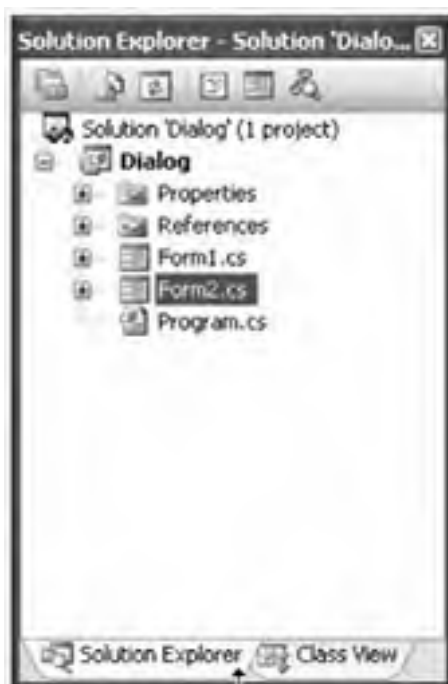 Solution Explorer - Solution 'Dialo...
Solution 'Dialog' (1 project)
Dialog
Properties
References
Form1.cs
Form2.cs
Program.cs
Solution Explorer
Class View